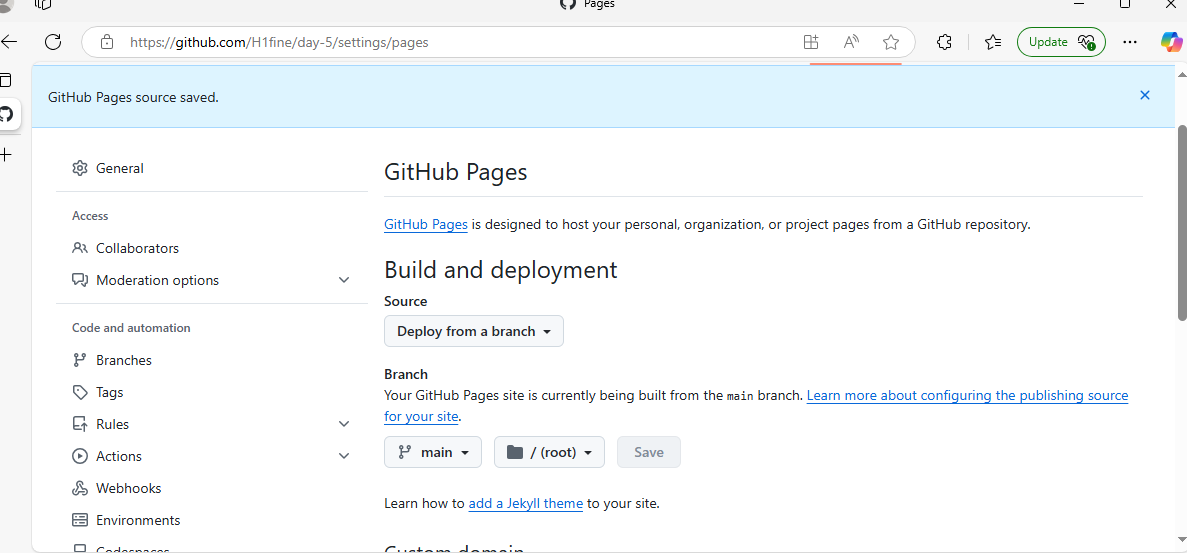 Pages
https://github.com/H1fine/day-5/settings/pages
Update
GitHub Pages source saved.
General
Access
Collaborators
Moderation options
Code and automation
Branches
Tags
Rules
Actions
Webhooks
Environments
Codespaces
GitHub Pages
GitHub Pages is designed to host your personal, organization, or project pages from a GitHub repository.
Build and deployment
Source
Deploy from a branch
Branch
Your GitHub Pages site is currently being built from the main branch. Learn more about configuring the publishing source
for your site.
main / (root) Save
Learn how to add a Jekyll theme to your site.
Custom domain